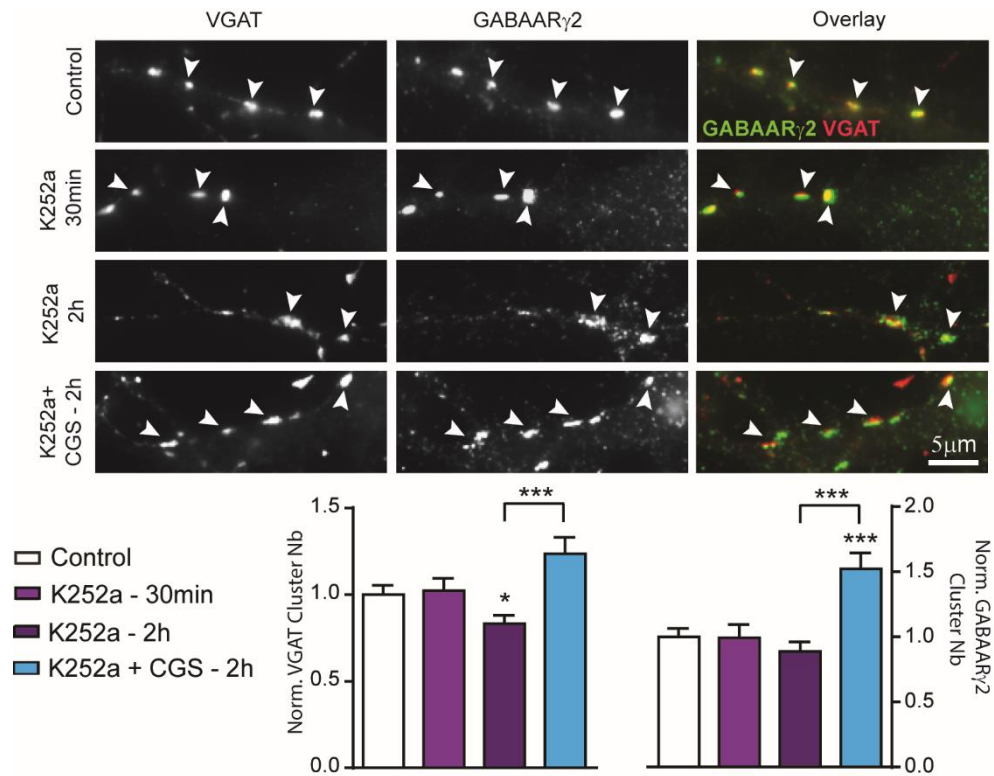 VGAT GABAARγ2 Overlay
Control
GABAARγ2 VGAT
K252a
30min
K252a
2h
K252a+
CGS - 2h
5μm
Control
K252a - 30min
K252a - 2h
K252a + CGS - 2h
Norm. VGAT Cluster Nb
1.5
1.0
0.5
0.0
*
***
***
***
2.0
1.5
1.0
0.5
0.0
Norm. GABAARγ2
Cluster Nb